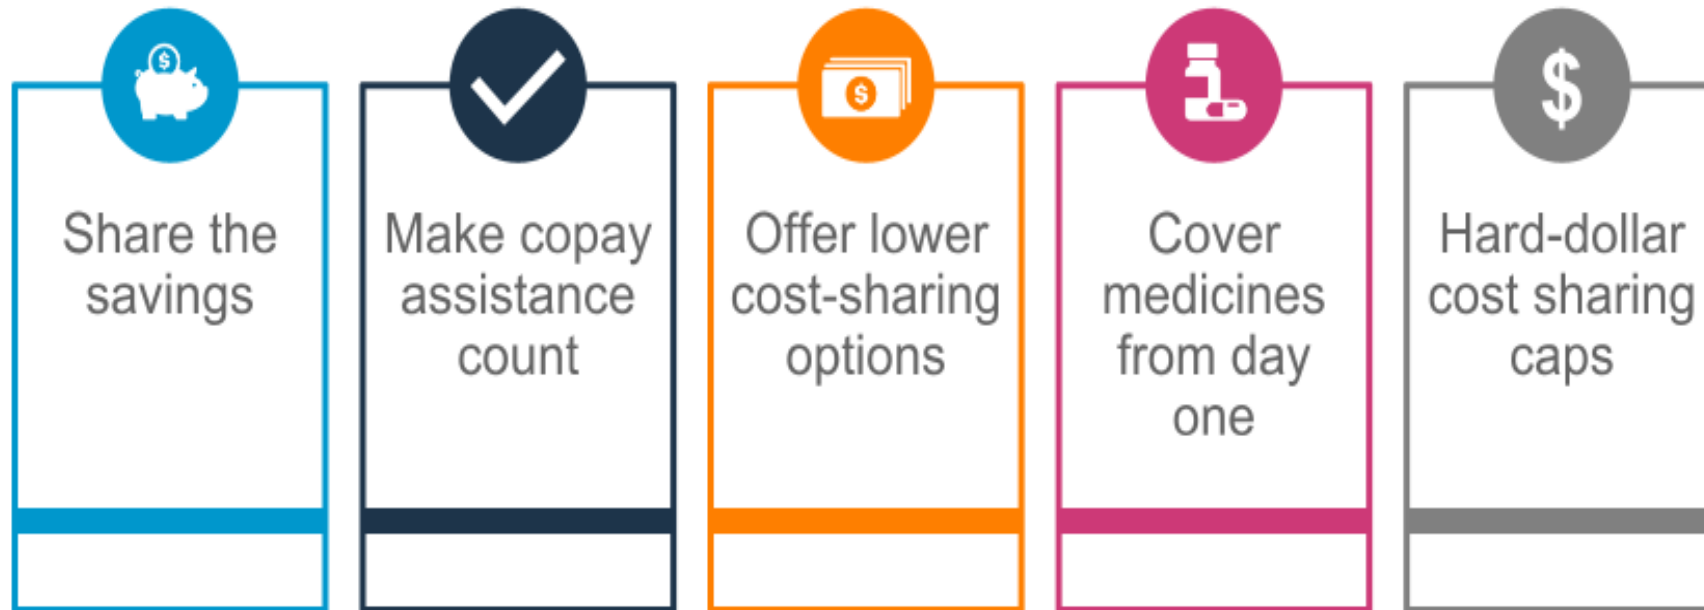 $
$
$
Share the
savings
Make copay
assistance
count
Offer lower
cost-sharing
options
Cover
medicines
from day
one
Hard-dollar
cost sharing
caps